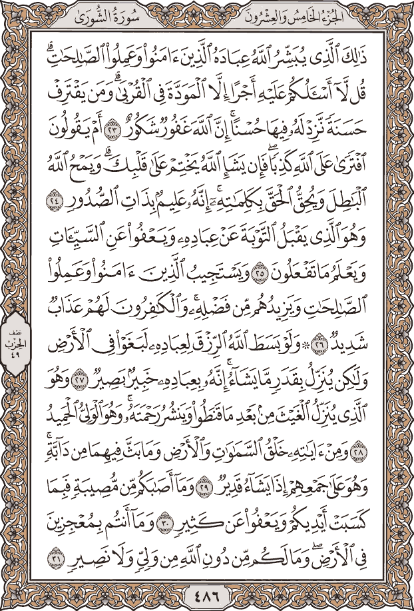 الجزء الخامس والعشرون
سورة الشورى
ذَٰلِكَ ٱلَّذِى يُبَشِّرُ ٱللَّهُ عِبَادَهُ ٱلَّذِينَ ءَامَنُوا۟ وَعَمِلُوا۟ ٱلصَّـٰلِحَـٰتِ ۗ
قُل لَّآ أَسْـَٔلُكُمْ عَلَيْهِ أَجْرًا إِلَّا ٱلْمَوَدَّةَ فِى ٱلْقُرْبَىٰ ۗ وَمَن يَقْتَرِفْ
حَسَنَةً نَّزِدْ لَهُۥ فِيهَا حُسْنًا ۚ إِنَّ ٱللَّهَ غَفُورٌ شَكُورٌ ٢٣ أَمْ يَقُولُونَ
ٱفْتَرَىٰ عَلَى ٱللَّهِ كَذِبًا ۖ فَإِن يَشَإِ ٱللَّهُ يَخْتِمْ عَلَىٰ قَلْبِكَ ۗ وَيَمْحُ ٱللَّهُ
ٱلْبَـٰطِلَ وَيُحِقُّ ٱلْحَقَّ بِكَلِمَـٰتِهِۦٓ ۚ إِنَّهُۥ عَلِيمٌۢ بِذَاتِ ٱلصُّدُورِ ٢٤
وَهُوَ ٱلَّذِى يَقْبَلُ ٱلتَّوْبَةَ عَنْ عِبَادِهِۦ وَيَعْفُوا۟ عَنِ ٱلسَّيِّـَٔاتِ
وَيَعْلَمُ مَا تَفْعَلُونَ ٢٥ وَيَسْتَجِيبُ ٱلَّذِينَ ءَامَنُوا۟ وَعَمِلُوا۟
ٱلصَّـٰلِحَـٰتِ وَيَزِيدُهُم مِّن فَضْلِهِۦ ۚ وَٱلْكَـٰفِرُونَ لَهُمْ عَذَابٌ
شَدِيدٌ ٢٦ ۞ وَلَوْ بَسَطَ ٱللَّهُ ٱلرِّزْقَ لِعِبَادِهِۦ لَبَغَوْا۟ فِى ٱلْأَرْضِ
وَلَـٰكِن يُنَزِّلُ بِقَدَرٍ مَّا يَشَآءُ ۚ إِنَّهُۥ بِعِبَادِهِۦ خَبِيرٌۢ بَصِيرٌ ٢٧ وَهُوَ
ٱلَّذِى يُنَزِّلُ ٱلْغَيْثَ مِنۢ بَعْدِ مَا قَنَطُوا۟ وَيَنشُرُ رَحْمَتَهُۥ ۚ وَهُوَ ٱلْوَلِىُّ ٱلْحَمِيدُ
٢٨ وَمِنْ ءَايَـٰتِهِۦ خَلْقُ ٱلسَّمَـٰوَٰتِ وَٱلْأَرْضِ وَمَا بَثَّ فِيهِمَا مِن دَآبَّةٍ ۚ
وَهُوَ عَلَىٰ جَمْعِهِمْ إِذَا يَشَآءُ قَدِيرٌ ٢٩ وَمَآ أَصَـٰبَكُم مِّن مُّصِيبَةٍ فَبِمَا
كَسَبَتْ أَيْدِيكُمْ وَيَعْفُوا۟ عَن كَثِيرٍ ٣٠ وَمَآ أَنتُم بِمُعْجِزِينَ
فِى ٱلْأَرْضِ ۖ وَمَا لَكُم مِّن دُونِ ٱللَّهِ مِن وَلِىٍّ وَلَا نَصِيرٍ ٣١
نصف
الحزب
٤٩
٤٨٦